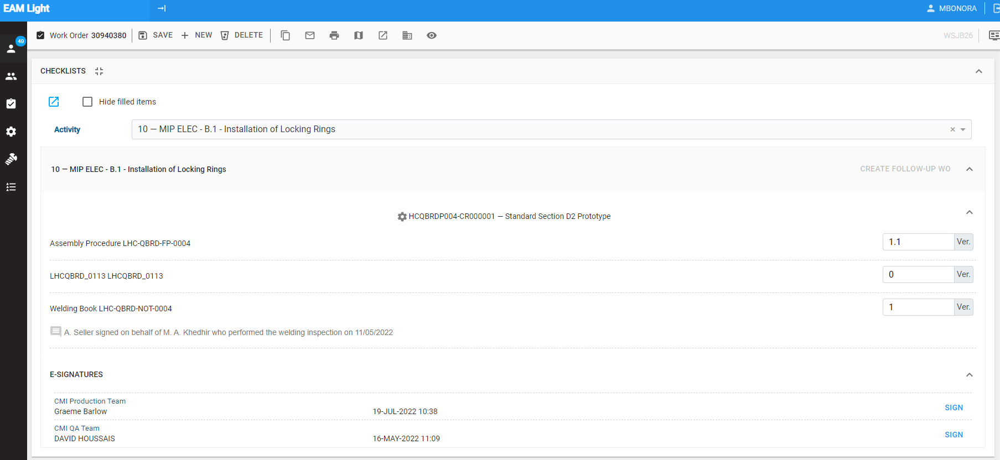 EAM Light
MBONORA
49
Work Order 30940380 SAVE NEW DELETE WSJB26
CHECKLISTS
Hide filled items
Activity 10 — MIP ELEC - B.1 - Installation of Locking Rings
10 — MIP ELEC - B.1 - Installation of Locking Rings CREATE FOLLOW-UP WO
HCQBRDP004-CR000001 — Standard Section D2 Prototype
Assembly Procedure LHC-QBRD-FP-0004 1.1 Ver.
LHCQBRD_0113 LHCQBRD_0113 0 Ver.
Welding Book LHC-QBRD-NOT-0004 1 Ver.
A. Seller signed on behalf of M. A. Khedhir who performed the welding inspection on 11/05/2022
E-SIGNATURES
CMI Production Team
Graeme Barlow 19-JUL-2022 10:38 SIGN
CMI QA Team
DAVID HOUSSAIS 16-MAY-2022 11:09 SIGN